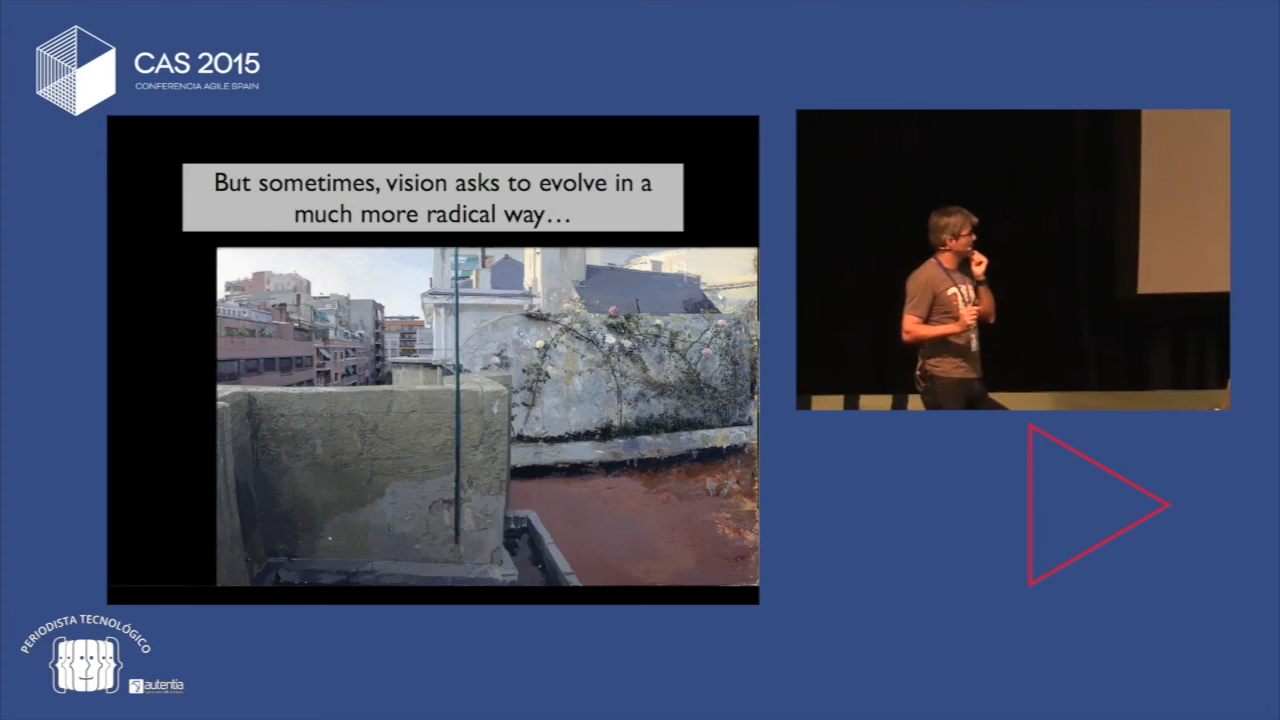 CAS 2015
CONFERENCIA AGILE SPAIN
But sometimes, vision asks to evolve in a
much more radical way…
PERIODISTA TECNOLÓGICO
autentia